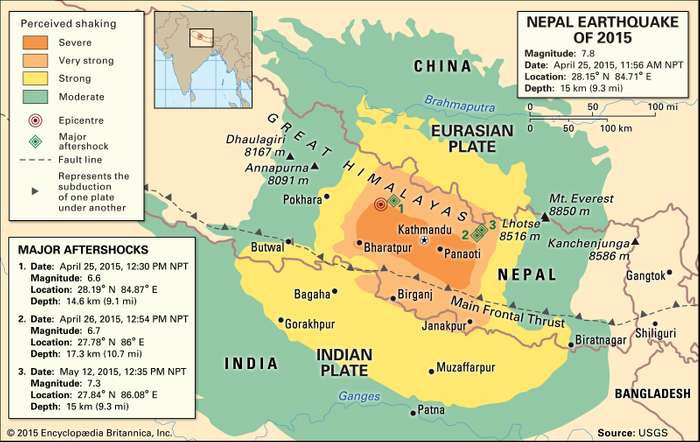 Perceived shaking
Severe
Very strong
Strong
Moderate
Epicentre
Major
aftershock
Fault line
Represents the
subduction
of one plate
under another
NEPAL EARTHQUAKE
OF 2015
Magnitude: 7.8
Date: April 25, 2015, 11:56 AM NPT
Location: 28.15° N 84.71° E
Depth: 15 km (9.3 mi)
0 50 100 mi
0 50 100 km
CHINA
Brahmaputra
EURASIAN
PLATE
GREAT HIMALAYAS
Dhaulagiri
8167 m
Annapurna
8091 m
Pokhara
1
Mt. Everest
8850 m
Lhotse
8516 m
Kanchenjunga
8586 m
Kathmandu
3
2
Butwal
Bharatpur
Panaoti
NEPAL
Gangtok
Bagaha
Birganj
Main Frontal Thrust
Gorakhpur
Janakpur
Biratnagar
Shiliguri
INDIA
INDIAN
PLATE
Muzaffarpur
BANGLADESH
Ganges
Patna
MAJOR AFTERSHOCKS
1. Date: April 25, 2015, 12:30 PM NPT
Magnitude: 6.6
Location: 28.19° N 84.87° E
Depth: 14.6 km (9.1 mi)
2. Date: April 26, 2015, 12:54 PM NPT
Magnitude: 6.7
Location: 27.78° N 86° E
Depth: 17.3 km (10.7 mi)
3. Date: May 12, 2015, 12:35 PM NPT
Magnitude: 7.3
Location: 27.84° N 86.08° E
Depth: 15 km (9.3 mi)
© 2015 Encyclopædia Britannica, Inc.
Source: USGS